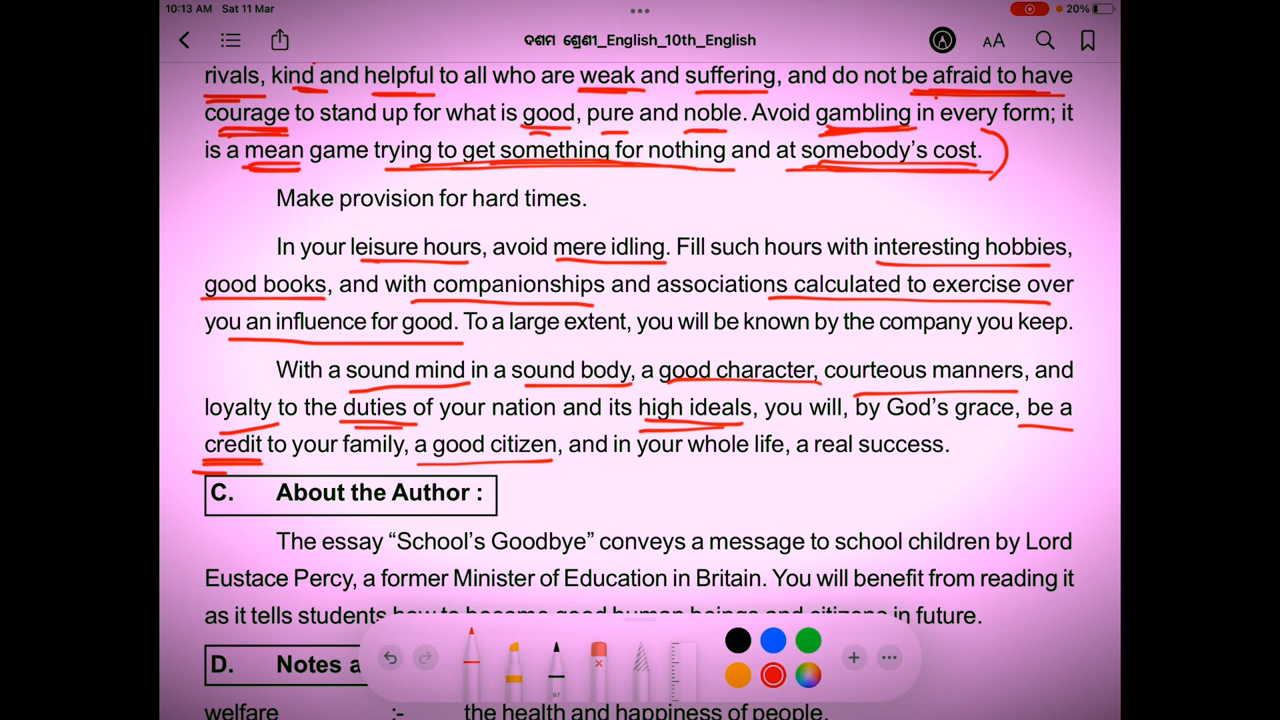 10:13 AM Sat 11 Mar
20%
ଦଶମ ଶ୍ରେଣୀ_English_10th_English
AA
rivals, kind and helpful to all who are weak and suffering, and do not be afraid to have
courage to stand up for what is good, pure and noble. Avoid gambling in every form; it
is a mean game trying to get something for nothing and at somebody's cost.
Make provision for hard times.
In your leisure hours, avoid mere idling. Fill such hours with interesting hobbies,
good books, and with companionships and associations calculated to exercise over
you an influence for good. To a large extent, you will be known by the company you keep.
With a sound mind in a sound body, a good character, courteous manners, and
loyalty to the duties of your nation and its high ideals, you will, by God's grace, be a
credit to your family, a good citizen, and in your whole life, a real success.
C. About the Author :
The essay “School's Goodbye” conveys a message to school children by Lord
Eustace Percy, a former Minister of Education in Britain. You will benefit from reading it
as it tells students how to become good human beings and citizens in future.
D. Notes a
97
welfare :- the health and happiness of people.